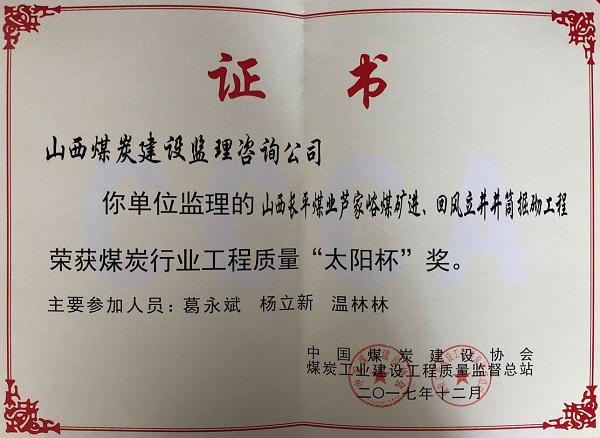 证书
山西煤炭建设监理咨询公司
你单位监理的山西长平煤业芦家峪煤矿进、回风立井井筒掘砌工程
荣获煤炭行业工程质量“太阳杯”奖。
主要参加人员：葛永斌 杨立新 温林林
中国煤炭建设协会
煤炭工业建设工程质量监督总站
二〇一七年十二月
CCCA